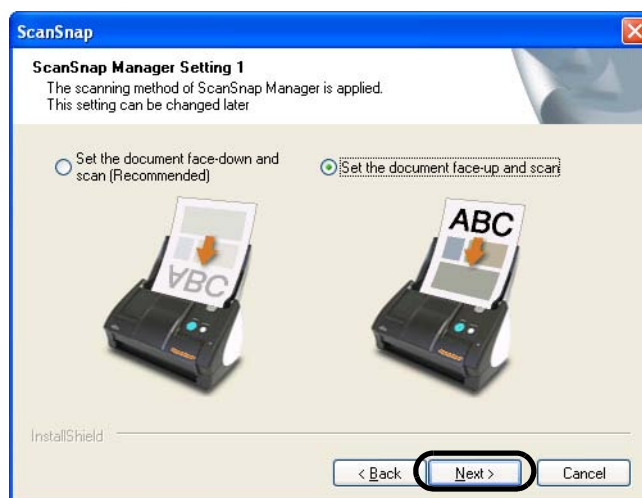 ScanSnap
ScanSnap Manager Setting 1
The scanning method of ScanSnap Manager is applied.
This setting can be changed later
Set the document face-down and
scan (Recommended)
Set the document face-up and scan
ABC
ABC
InstallShield
< Back
Next >
Cancel